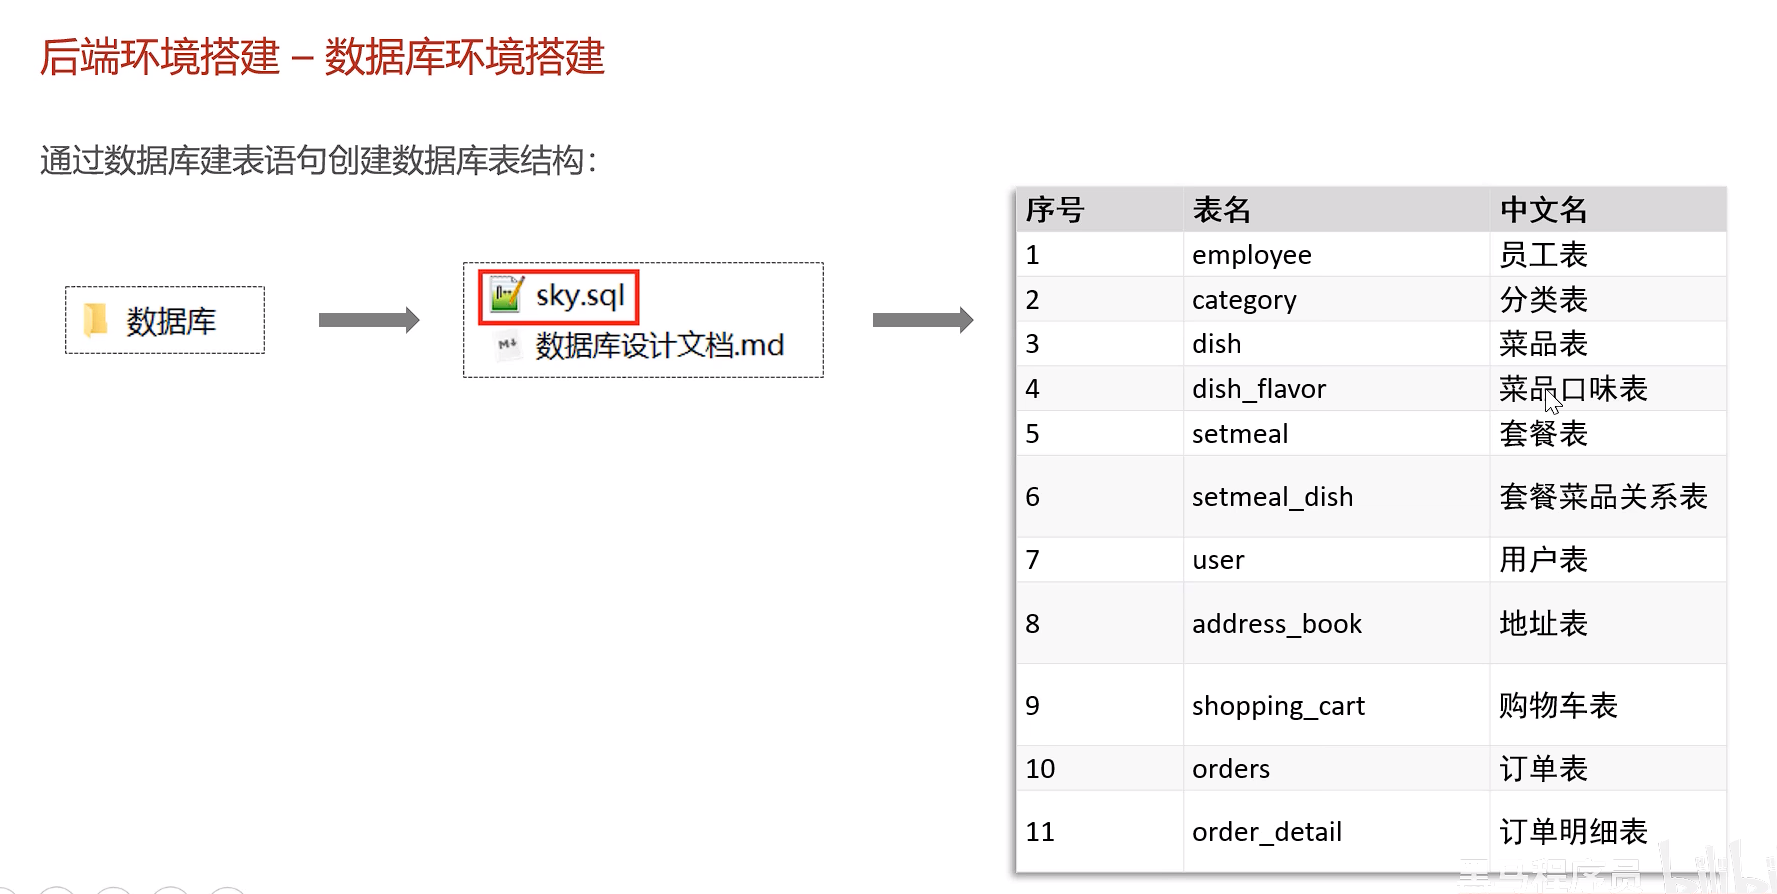 后端环境搭建 – 数据库环境搭建
通过数据库建表语句创建数据库表结构：
数据库
sky.sql
数据库设计文档.md
序号 表名 中文名
1 employee 员工表
2 category 分类表
3 dish 菜品表
4 dish_flavor 菜品口味表
5 setmeal 套餐表
6 setmeal_dish 套餐菜品关系表
7 user 用户表
8 address_book 地址表
9 shopping_cart 购物车表
10 orders 订单表
11 order_detail 订单明细表
黑马程序员 bilibili